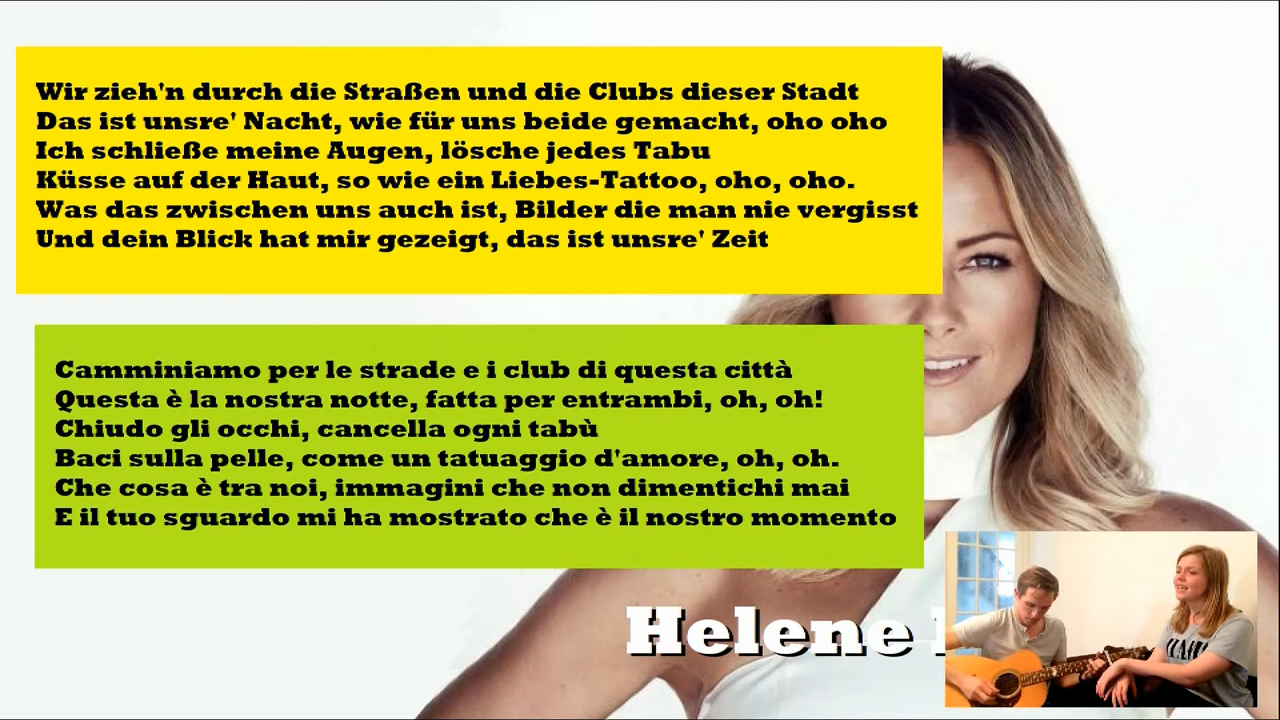 Wir zieh'n durch die Straßen und die Clubs dieser Stadt
Das ist unsre' Nacht, wie für uns beide gemacht, oho oho
Ich schließe meine Augen, lösche jedes Tabu
Küsse auf der Haut, so wie ein Liebes-Tattoo, oho, oho.
Was das zwischen uns auch ist, Bilder die man nie vergisst
Und dein Blick hat mir gezeigt, das ist unsre' Zeit
Camminiamo per le strade e i club di questa città
Questa è la nostra notte, fatta per entrambi, oh, oh!
Chiudo gli occhi, cancella ogni tabù
Baci sulla pelle, come un tatuaggio d'amore, oh, oh.
Che cosa è tra noi, immagini che non dimentichi mai
E il tuo sguardo mi ha mostrato che è il nostro momento
Helene